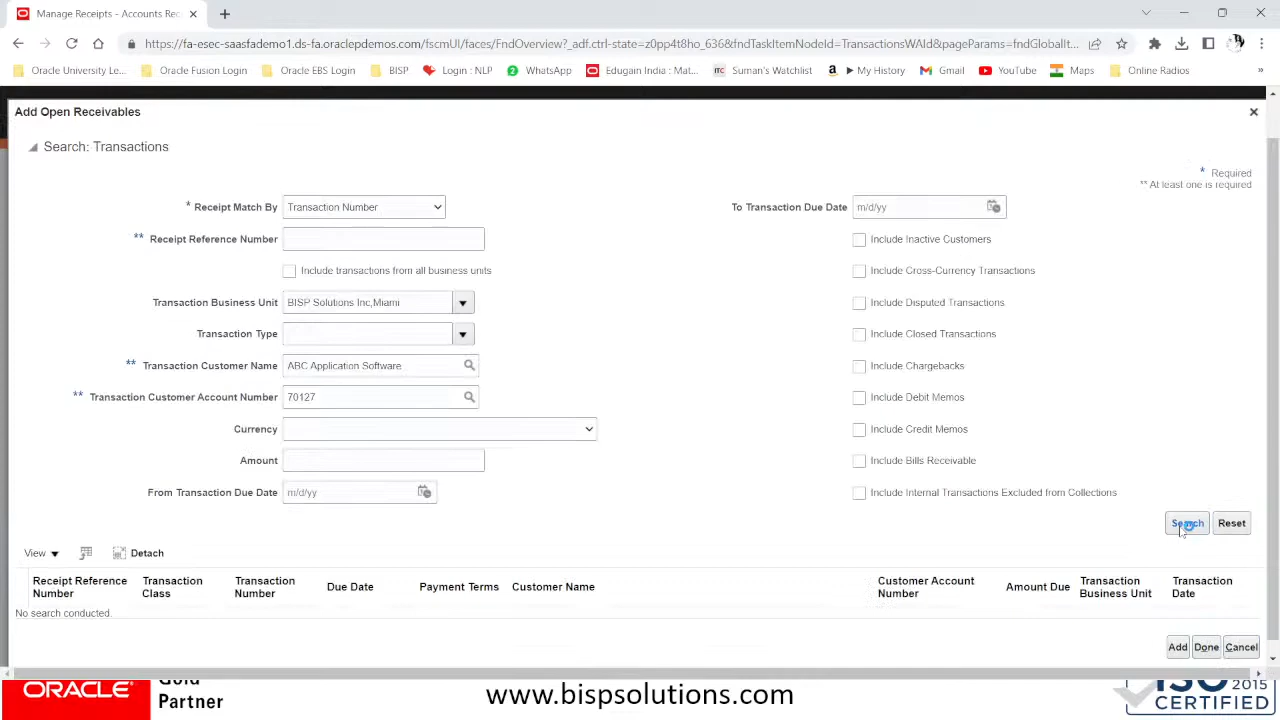 Manage Receipts - Accounts Rec
https://fa-esec-saasfademo1.ds-fa.oraclepdemos.com/fscmUI/faces/FndOverview?_adf.ctrl-state=z0pp4t8ho_636&fndTaskItemNodeId=TransactionsWAId&pageParams=fndGlobalIt...
Oracle University Le... Oracle Fusion Login Oracle EBS Login BISP Login : NLP WhatsApp Edugain India : Mat... Suman's Watchlist ▶ My History Gmail YouTube Maps Online Radios »
Add Open Receivables
Search: Transactions
* Required
** At least one is required
* Receipt Match By Transaction Number
To Transaction Due Date m/d/yy
** Receipt Reference Number
Include Inactive Customers
Include transactions from all business units
Include Cross-Currency Transactions
Transaction Business Unit BISP Solutions Inc,Miami
Include Disputed Transactions
Transaction Type
Include Closed Transactions
** Transaction Customer Name ABC Application Software
Include Chargebacks
** Transaction Customer Account Number 70127
Include Debit Memos
Currency
Include Credit Memos
Amount
Include Bills Receivable
From Transaction Due Date m/d/yy
Include Internal Transactions Excluded from Collections
Search Reset
View Detach
Receipt Reference Number
Transaction Class
Transaction Number
Due Date
Payment Terms
Customer Name
Customer Account Number
Amount Due
Transaction Business Unit
Transaction Date
No search conducted.
Add Done Cancel
ORACLE Gold Partner
www.bispsolutions.com
ISO 2015
CERTIFIED